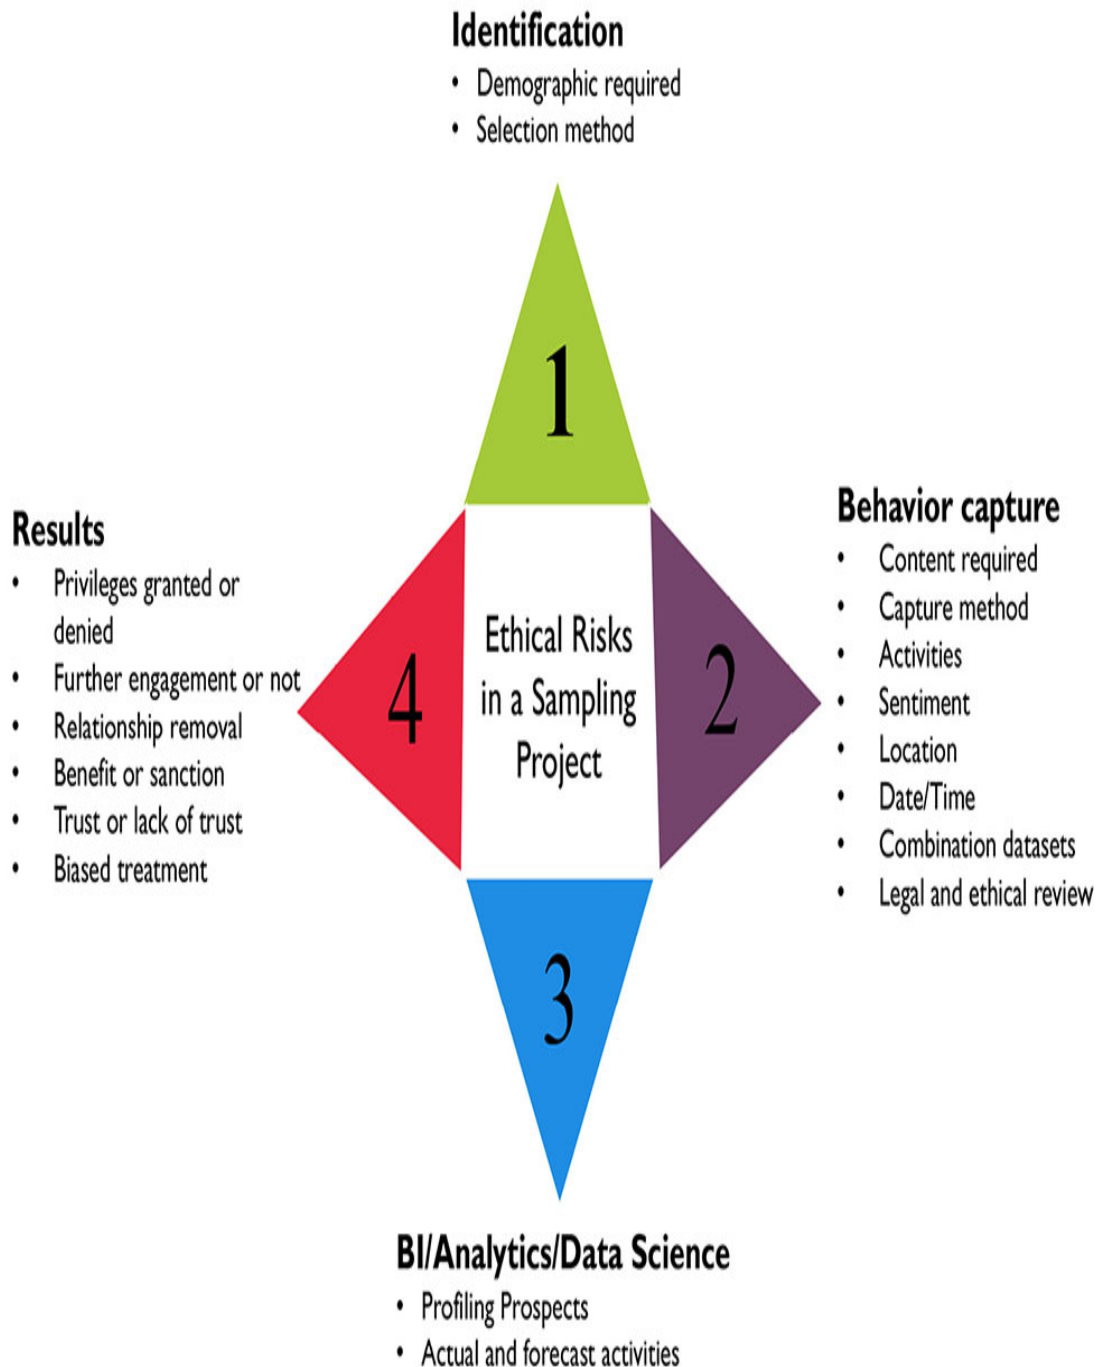 Identification
• Demographic required
• Selection method
1
Results
• Privileges granted or
denied
• Further engagement or not
• Relationship removal
• Benefit or sanction
• Trust or lack of trust
• Biased treatment
4
Ethical Risks
in a Sampling
Project
2
Behavior capture
• Content required
• Capture method
• Activities
• Sentiment
• Location
• Date/Time
• Combination datasets
• Legal and ethical review
3
BI/Analytics/Data Science
• Profiling Prospects
• Actual and forecast activities